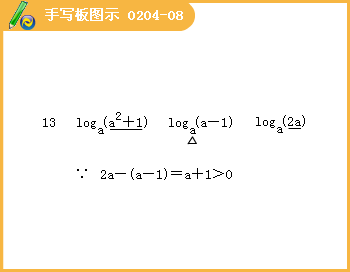 手写板图示 0204-08
13 logₐ(a²+1) logₐ(a-1) logₐ(2a)
△
∵ 2a-(a-1)=a+1>0